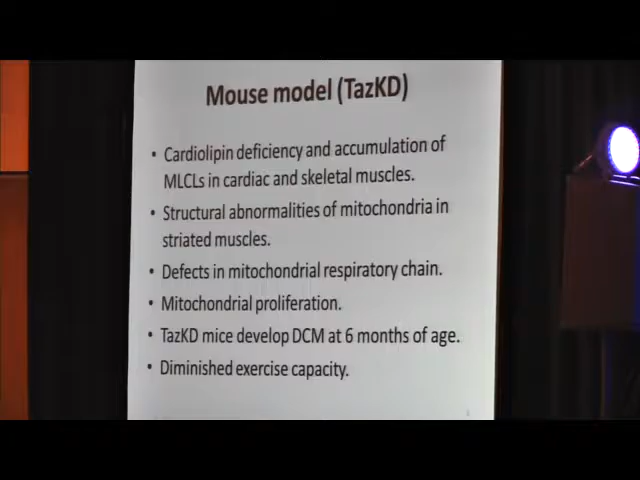 Mouse model (TazKD)
• Cardiolipin deficiency and accumulation of
MLCLs in cardiac and skeletal muscles.
• Structural abnormalities of mitochondria in
striated muscles.
• Defects in mitochondrial respiratory chain.
• Mitochondrial proliferation.
• TazKD mice develop DCM at 6 months of age.
• Diminished exercise capacity.